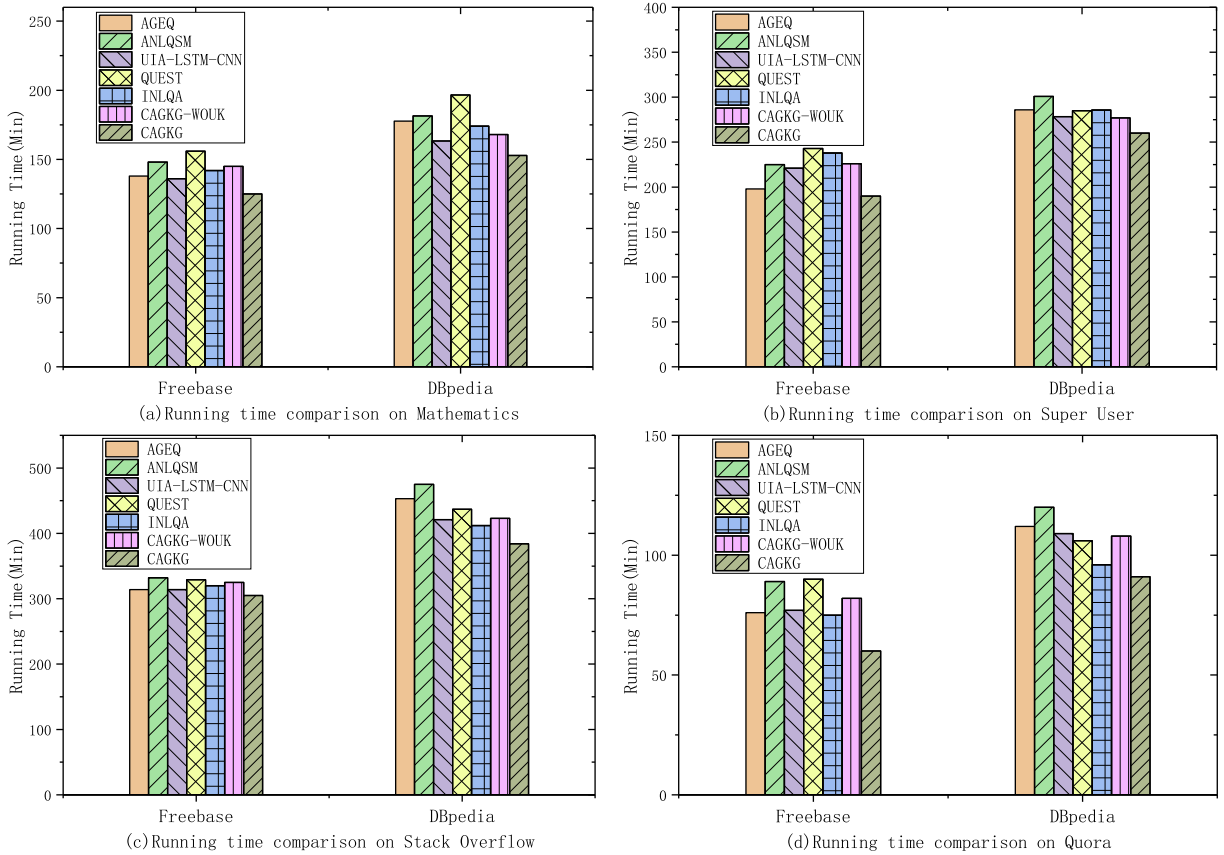 250
200
150
100
50
0
Running Time(Min)
AGEQ
ANLQSM
UIA-LSTM-CNN
QUEST
INLQA
CAGKG-WOUK
CAGKG
Freebase DBpedia
(a)Running time comparison on Mathematics
400
350
300
250
200
150
100
50
0
Running Time(Min)
AGEQ
ANLQSM
UIA-LSTM-CNN
QUEST
INLQA
CAGKG-WOUK
CAGKG
Freebase DBpedia
(b)Running time comparison on Super User
500
400
300
200
100
0
Running Time(Min)
AGEQ
ANLQSM
UIA-LSTM-CNN
QUEST
INLQA
CAGKG-WOUK
CAGKG
Freebase DBpedia
(c)Running time comparison on Stack Overflow
150
100
50
0
Running Time(Min)
AGEQ
ANLQSM
UIA-LSTM-CNN
QUEST
INLQA
CAGKG-WOUK
CAGKG
Freebase DBpedia
(d)Running time comparison on Quora